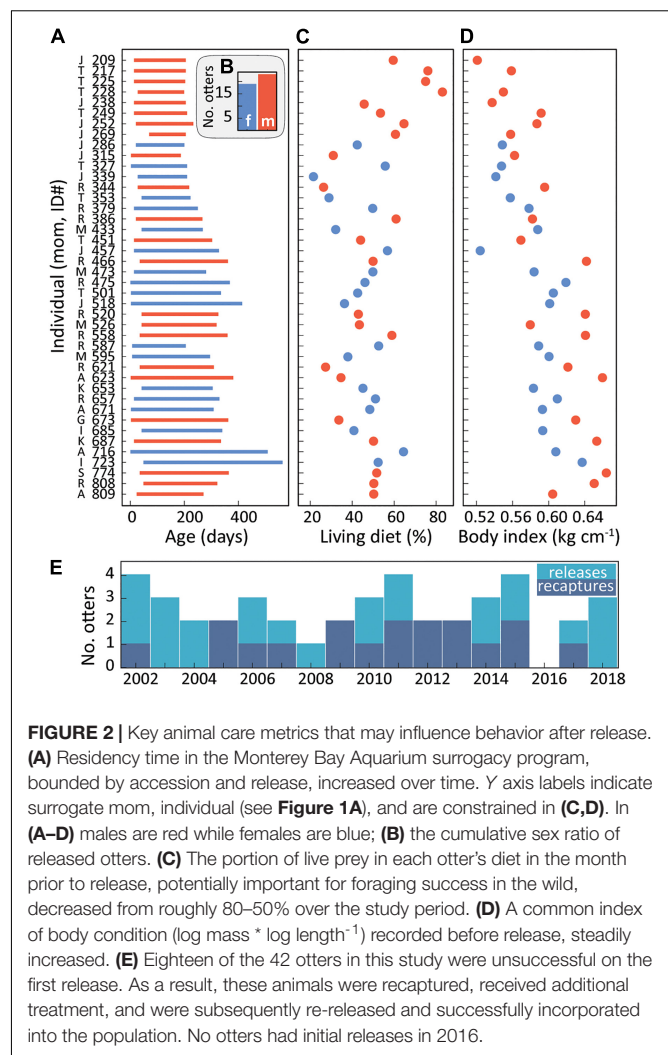 A
B
C
D
Individual (mom, ID#)
J 209
T 217
T 225
T 228
J 238
T 249
J 252
J 269
J 286
J 315
T 327
J 339
R 344
T 353
R 379
R 386
M 433
T 451
J 457
R 466
M 473
R 475
T 501
J 518
R 520
M 526
R 558
R 587
M 595
R 621
A 623
K 653
R 657
A 671
G 673
I 685
K 687
A 716
I 723
S 774
R 808
A 809
No. otters
15
5
f m
0 200 400
Age (days)
20 40 60 80
Living diet (%)
0.52 0.56 0.60 0.64
Body index (kg cm-1)
E
No. otters
4
3
2
1
0
releases
recaptures
2002 2004 2006 2008 2010 2012 2014 2016 2018
FIGURE 2 | Key animal care metrics that may influence behavior after release.
(A) Residency time in the Monterey Bay Aquarium surrogacy program,
bounded by accession and release, increased over time. Y axis labels indicate
surrogate mom, individual (see Figure 1A), and are constrained in (C,D). In
(A–D) males are red while females are blue; (B) the cumulative sex ratio of
released otters. (C) The portion of live prey in each otter's diet in the month
prior to release, potentially important for foraging success in the wild,
decreased from roughly 80–50% over the study period. (D) A common index
of body condition (log mass * log length-1) recorded before release, steadily
increased. (E) Eighteen of the 42 otters in this study were unsuccessful on the
first release. As a result, these animals were recaptured, received additional
treatment, and were subsequently re-released and successfully incorporated
into the population. No otters had initial releases in 2016.